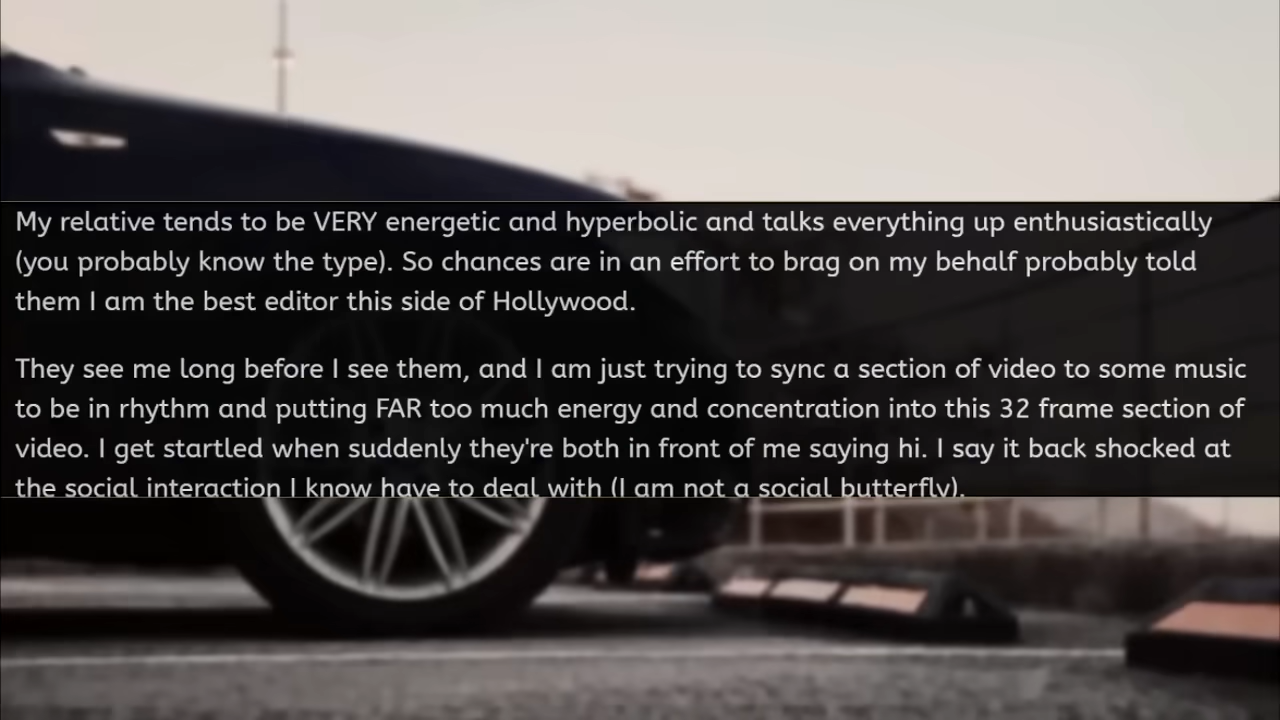 My relative tends to be VERY energetic and hyperbolic and talks everything up enthusiastically
(you probably know the type). So chances are in an effort to brag on my behalf probably told
them I am the best editor this side of Hollywood.
They see me long before I see them, and I am just trying to sync a section of video to some music
to be in rhythm and putting FAR too much energy and concentration into this 32 frame section of
video. I get startled when suddenly they're both in front of me saying hi. I say it back shocked at
the social interaction I know have to deal with (I am not a social butterfly).